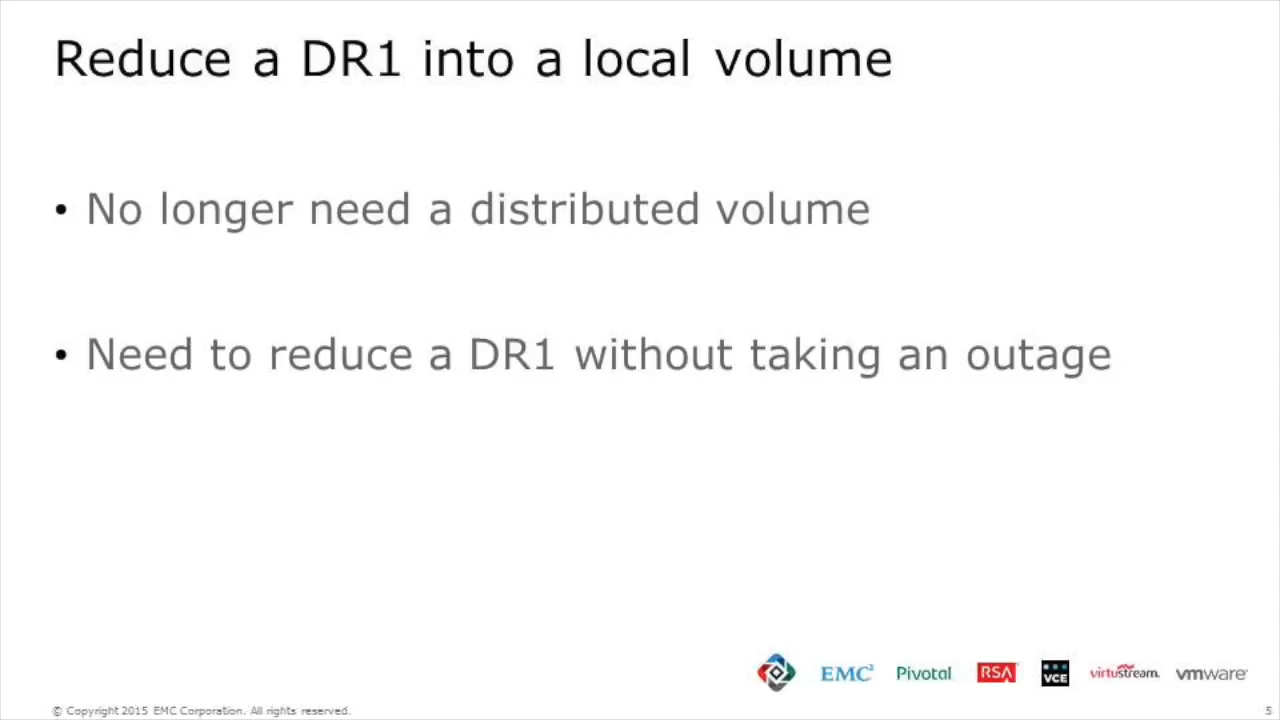 Reduce a DR1 into a local volume
• No longer need a distributed volume
• Need to reduce a DR1 without taking an outage
EMC² Pivotal RSA VCE virtustream. vmware
© Copyright 2015 EMC Corporation. All rights reserved. 5